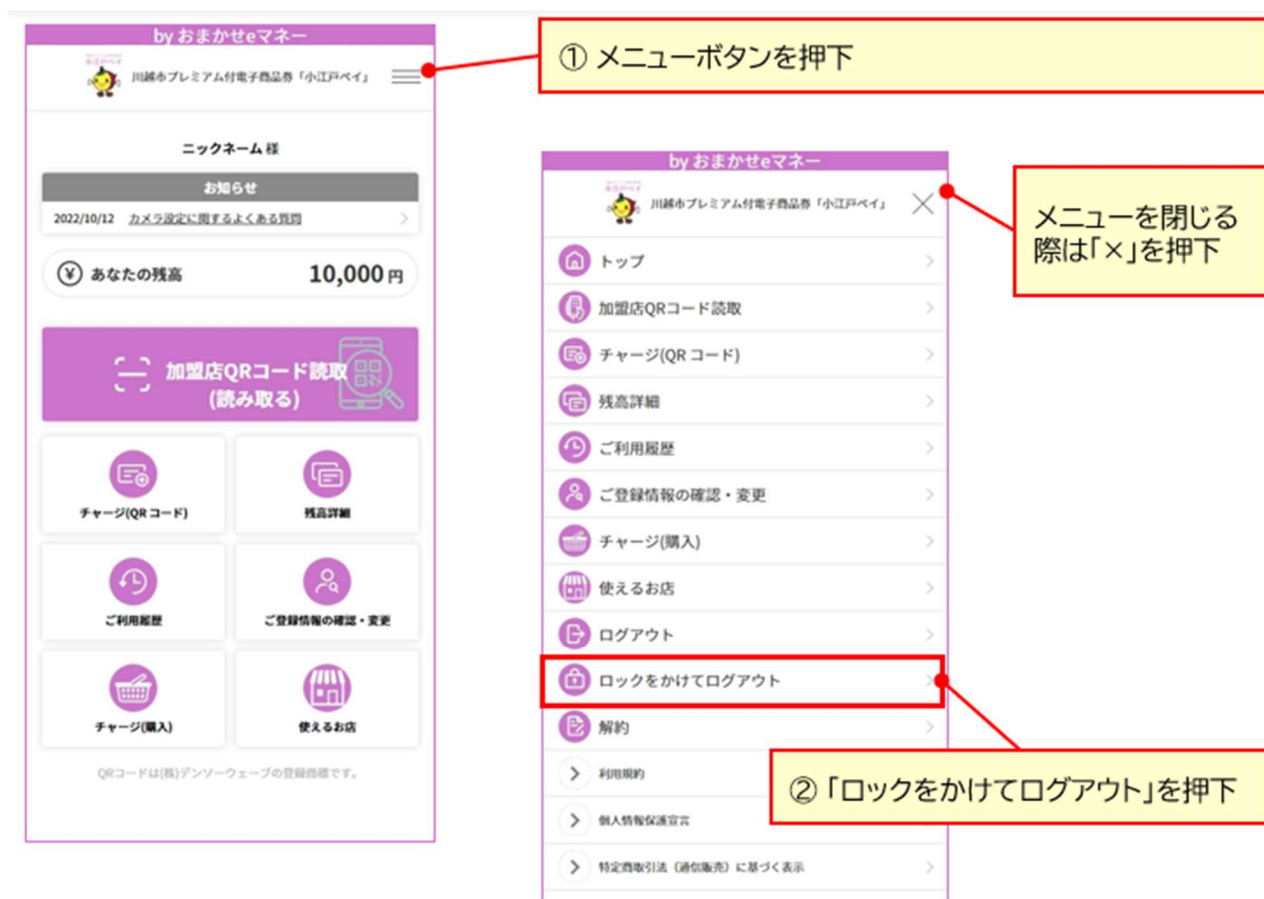 by おまかせeマネー
川越市プレミアム付電子商品券「小江戸ペイ」
① メニューボタンを押下
ニックネーム 様
お知らせ
2022/10/12 カメラ設定に関するよくある質問
あなたの残高 10,000 円
加盟店QRコード読取
(読み取る)
チャージ(QRコード)
残高詳細
ご利用履歴
ご登録情報の確認・変更
チャージ(購入)
使えるお店
QRコードは(株)デンソーウェーブの登録商標です。
by おまかせeマネー
小江戸ペイ
川越市プレミアム付電子商品券「小江戸ペイ」
メニューを閉じる
際は「×」を押下
トップ
加盟店QRコード読取
チャージ(QRコード)
残高詳細
ご利用履歴
ご登録情報の確認・変更
チャージ(購入)
使えるお店
ログアウト
ロックをかけてログアウト
解約
利用規約
② 「ロックをかけてログアウト」を押下
個人情報保護宣言
特定商取引法（通信販売）に基づく表示